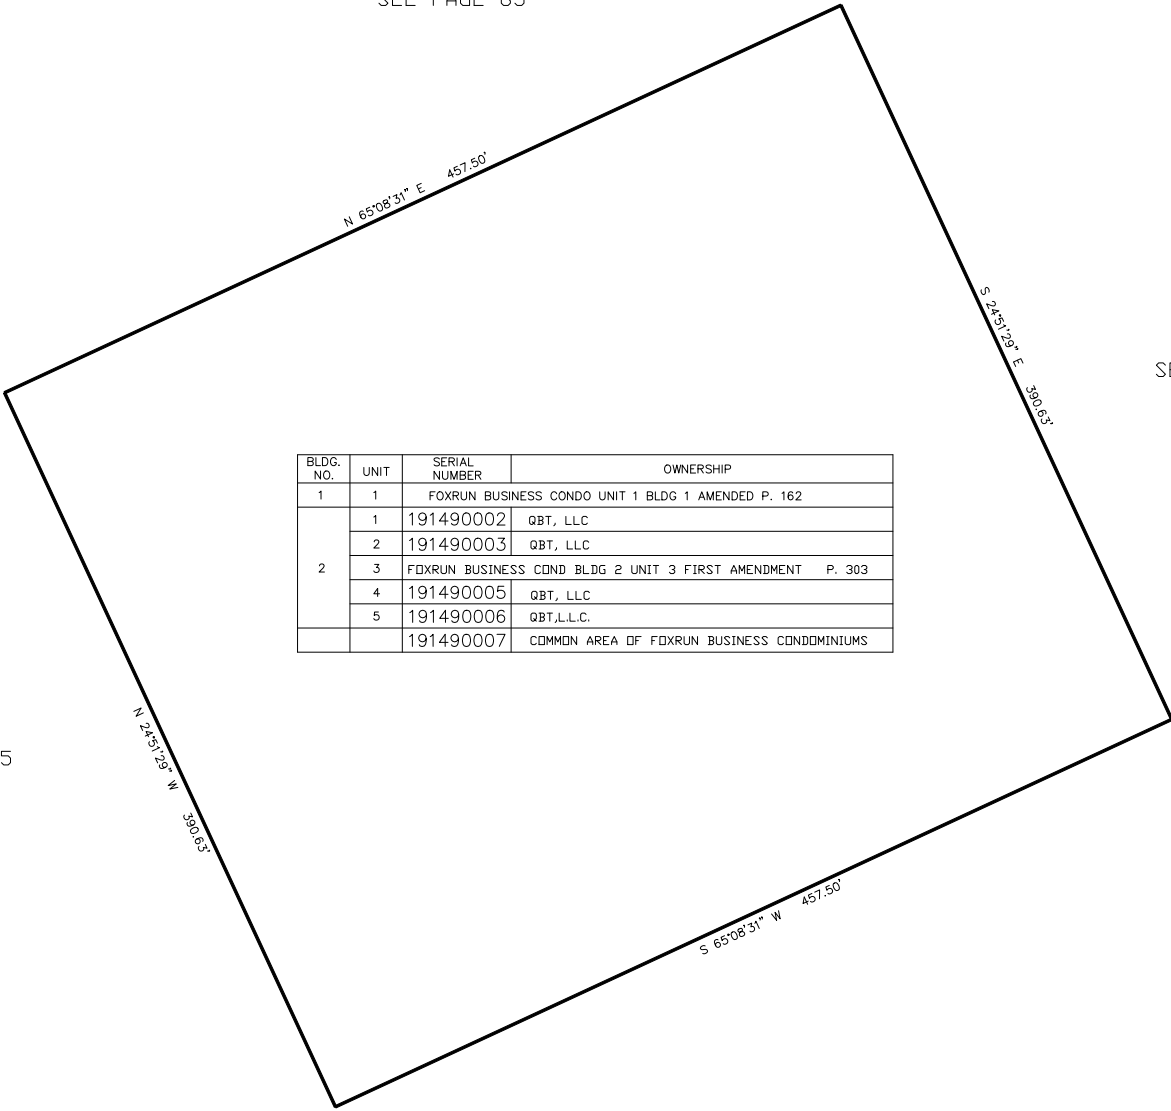 N 65°08'31" E 457.50'
S 24°51'29" E 390.63'
BLDG. NO. UNIT SERIAL NUMBER OWNERSHIP
1 1 FOXRUN BUSINESS CONDO UNIT 1 BLDG 1 AMENDED P. 162
1 191490002 QBT, LLC
2 191490003 QBT, LLC
2 3 FOXRUN BUSINESS COND BLDG 2 UNIT 3 FIRST AMENDMENT P. 303
4 191490005 QBT, LLC
5 191490006 QBT,L.L.C.
191490007 COMMON AREA OF FOXRUN BUSINESS CONDOMINIUMS
N 24°51'29" W 390.63'
5
S 65°08'31" W 457.50'